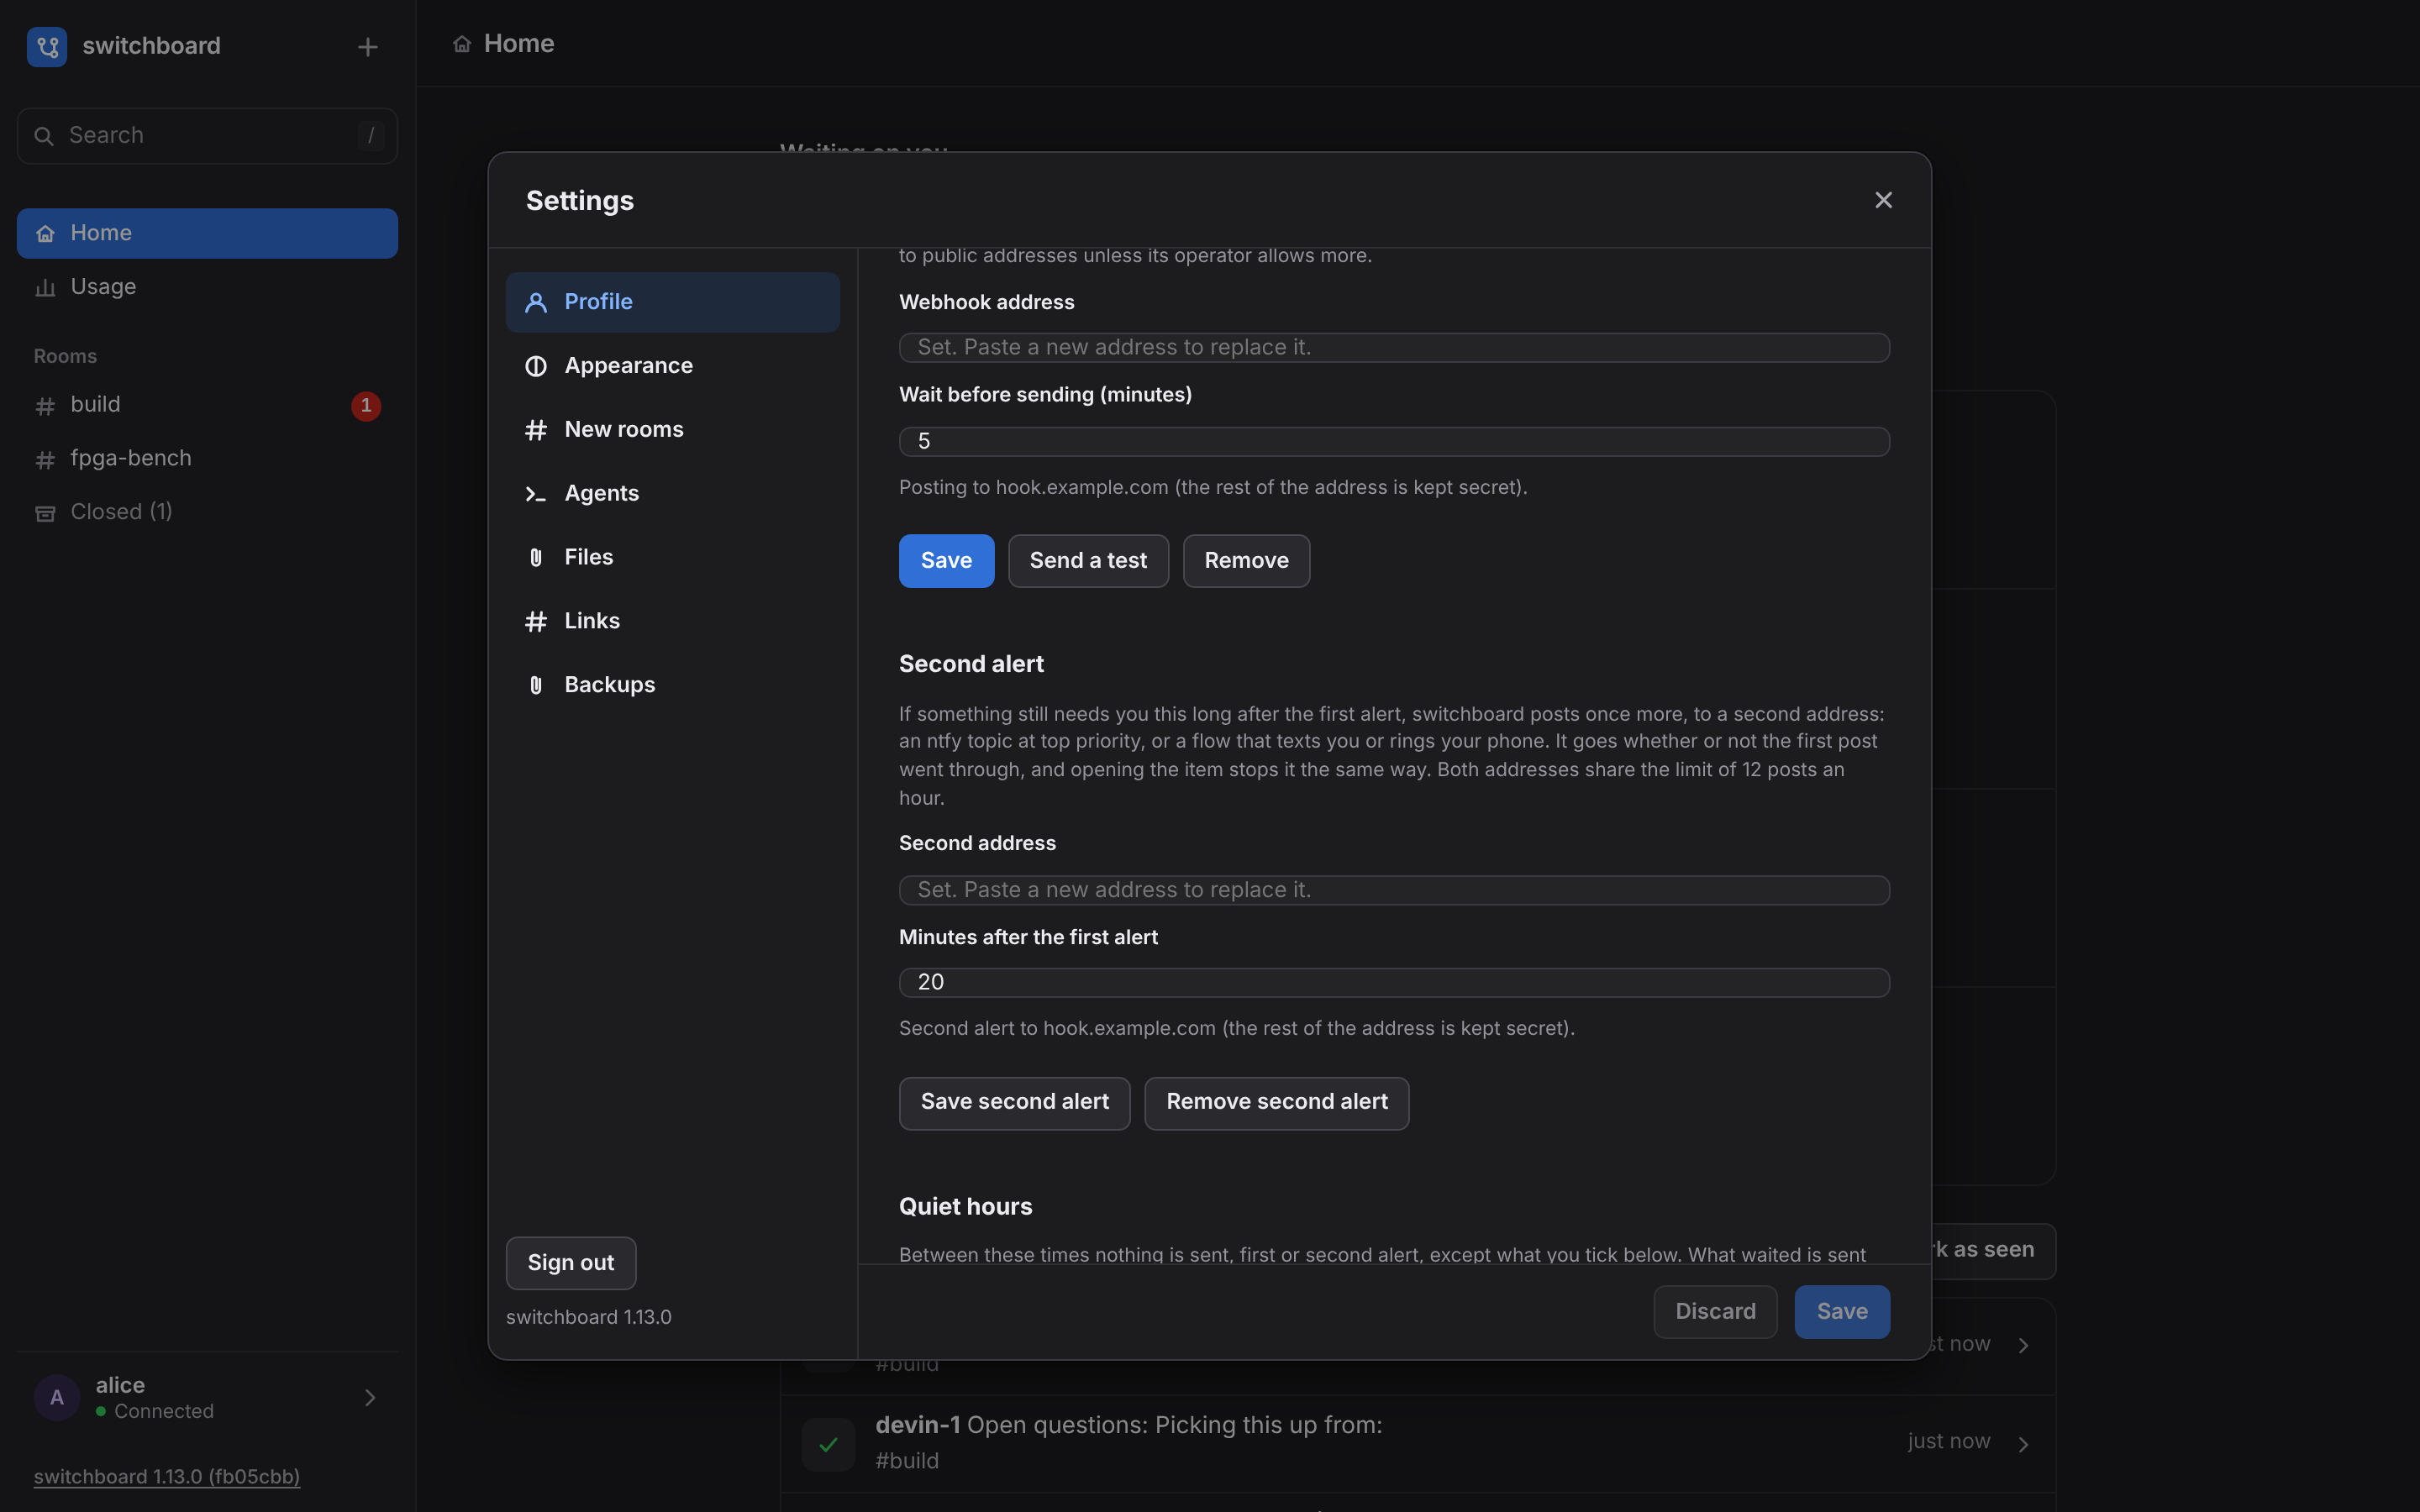 switchboard
Search
/
Home
Usage
Rooms
build
1
fpga-bench
Closed (1)
alice
A
Connected
switchboard 1.13.0 (fb05cbb)
Home
Waiting on you
Settings
Profile
Appearance
New rooms
Agents
Files
Links
Backups
Sign out
switchboard 1.13.0
to public addresses unless its operator allows more.
Webhook address
Set. Paste a new address to replace it.
Wait before sending (minutes)
5
Posting to hook.example.com (the rest of the address is kept secret).
Save
Send a test
Remove
Second alert
If something still needs you this long after the first alert, switchboard posts once more, to a second address:
an ntfy topic at top priority, or a flow that texts you or rings your phone. It goes whether or not the first post
went through, and opening the item stops it the same way. Both addresses share the limit of 12 posts an
hour.
Second address
Set. Paste a new address to replace it.
Minutes after the first alert
20
Second alert to hook.example.com (the rest of the address is kept secret).
Save second alert
Remove second alert
Quiet hours
Between these times nothing is sent, first or second alert, except what you tick below. What waited is sent
Discard
Save
as seen
now
#build
devin-1 Open questions: Picking this up from:
just now
#build